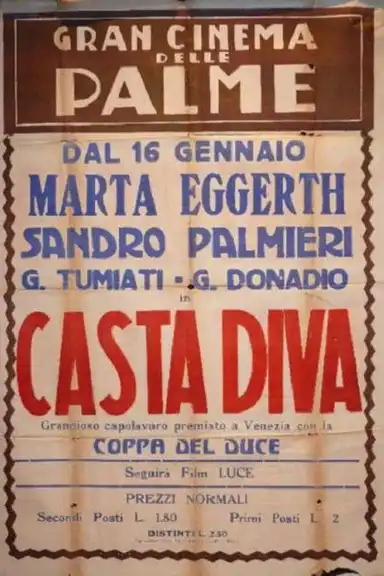 GRAN CINEMA
DELLE
PALME
DAL 16 GENNAIO
MARTA EGGERTH
SANDRO PALMIERI
G. TUMIATI - G. DONADIO
in
CASTA DIVA
Grandioso capolavoro premiato a Venezia con la
COPPA DEL DUCE
Seguirà Film LUCE
PREZZI NORMALI
Secondi Posti L. 1.80 Primi Posti L. 2
DISTINTI L. 2.50